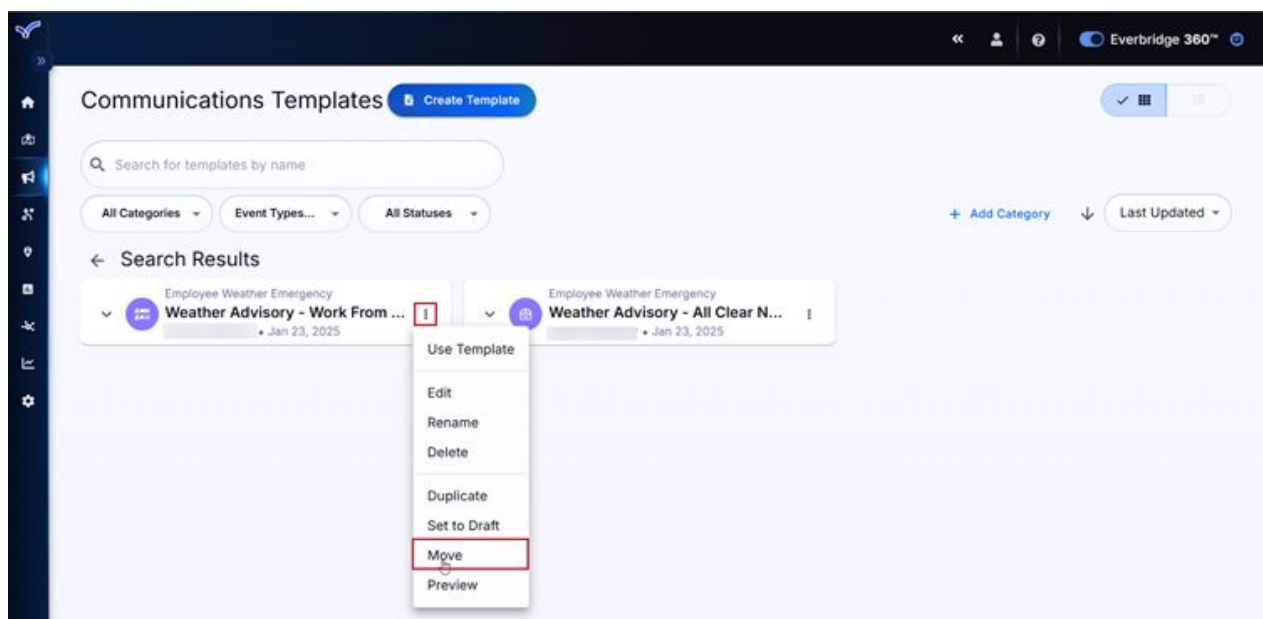 Everbridge 360™
Communications Templates
Create Template
Search for templates by name
All Categories
Event Types...
All Statuses
+ Add Category
Last Updated
Search Results
Employee Weather Emergency
Weather Advisory - Work From ...
• Jan 23, 2025
Employee Weather Emergency
Weather Advisory - All Clear N...
• Jan 23, 2025
Use Template
Edit
Rename
Delete
Duplicate
Set to Draft
Move
Preview